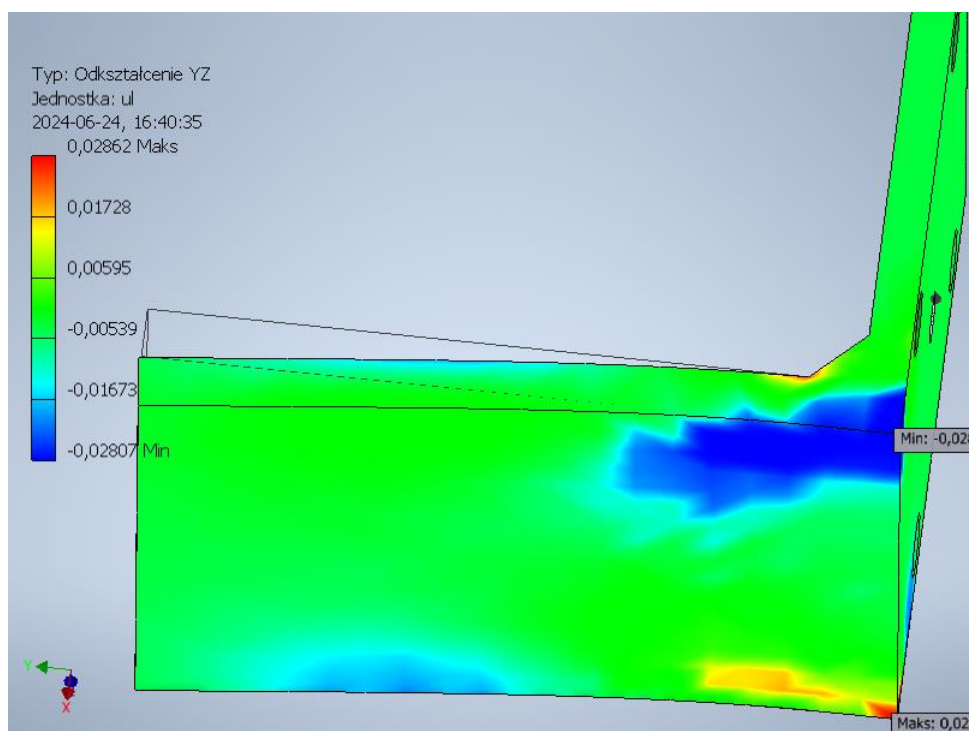 Typ: Odkształcenie YZ
Jednostka: ul
2024-06-24, 16:40:35
0,02862 Maks
0,01728
0,00595
-0,00539
-0,01673
-0,02807 Min
Min: -0,028
Y
X
Maks: 0,02